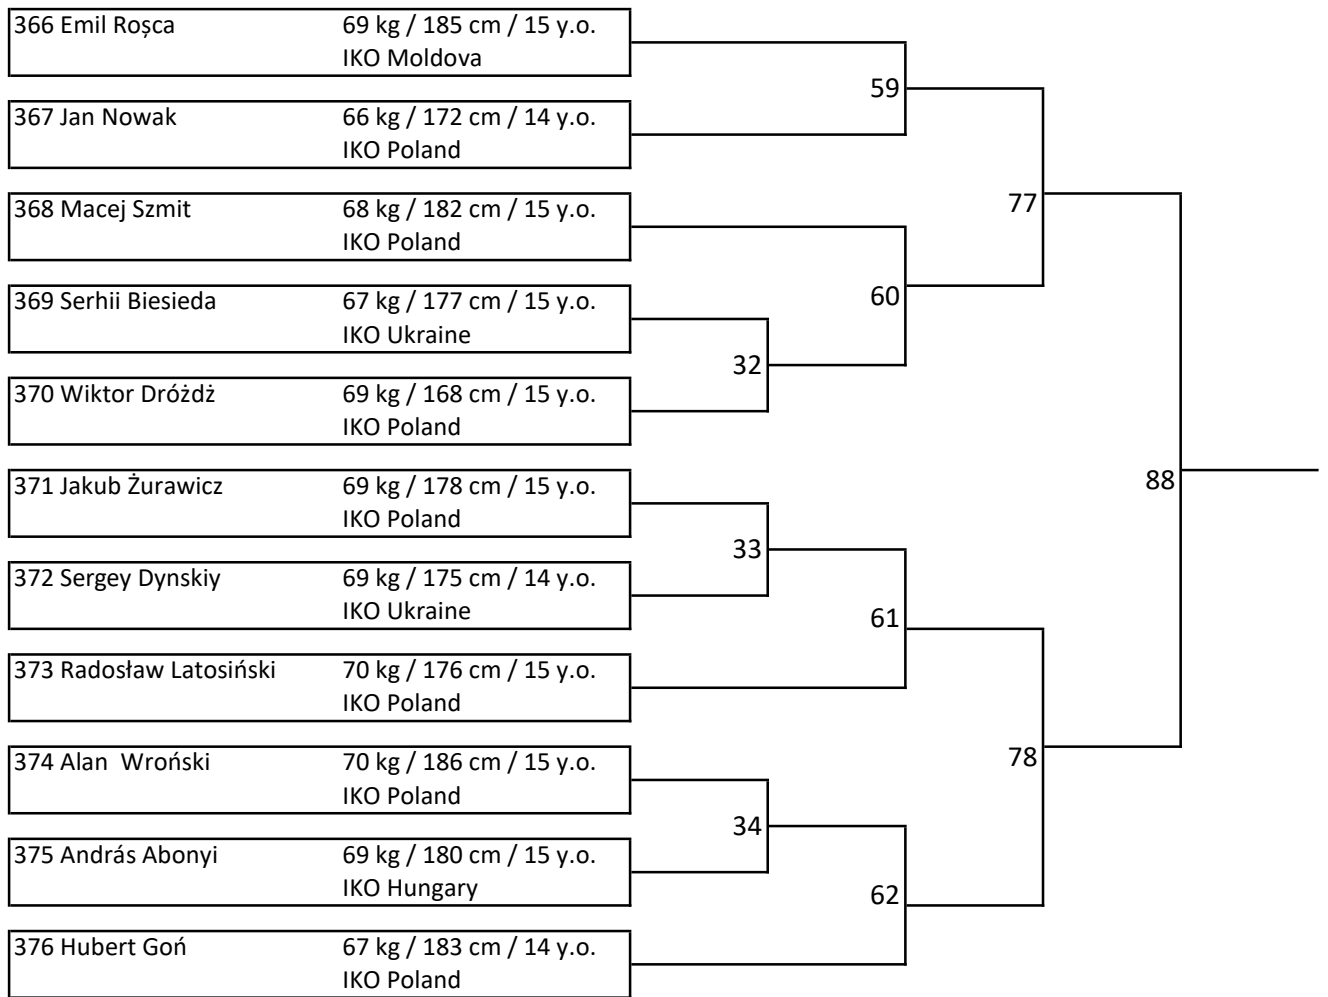 366 Emil Roșca 69 kg / 185 cm / 15 y.o.
IKO Moldova
59
367 Jan Nowak 66 kg / 172 cm / 14 y.o.
IKO Poland
368 Macej Szmit 68 kg / 182 cm / 15 y.o.
77
IKO Poland
369 Serhii Biesieda 67 kg / 177 cm / 15 y.o.
60
IKO Ukraine
32
370 Wiktor Dróżdż 69 kg / 168 cm / 15 y.o.
IKO Poland
371 Jakub Żurawicz 69 kg / 178 cm / 15 y.o.
88
IKO Poland
33
372 Sergey Dynskiy 69 kg / 175 cm / 14 y.o.
IKO Ukraine
61
373 Radosław Latosiński 70 kg / 176 cm / 15 y.o.
IKO Poland
374 Alan  Wroński 70 kg / 186 cm / 15 y.o.
78
IKO Poland
34
375 András Abonyi 69 kg / 180 cm / 15 y.o.
IKO Hungary
62
376 Hubert Goń 67 kg / 183 cm / 14 y.o.
IKO Poland